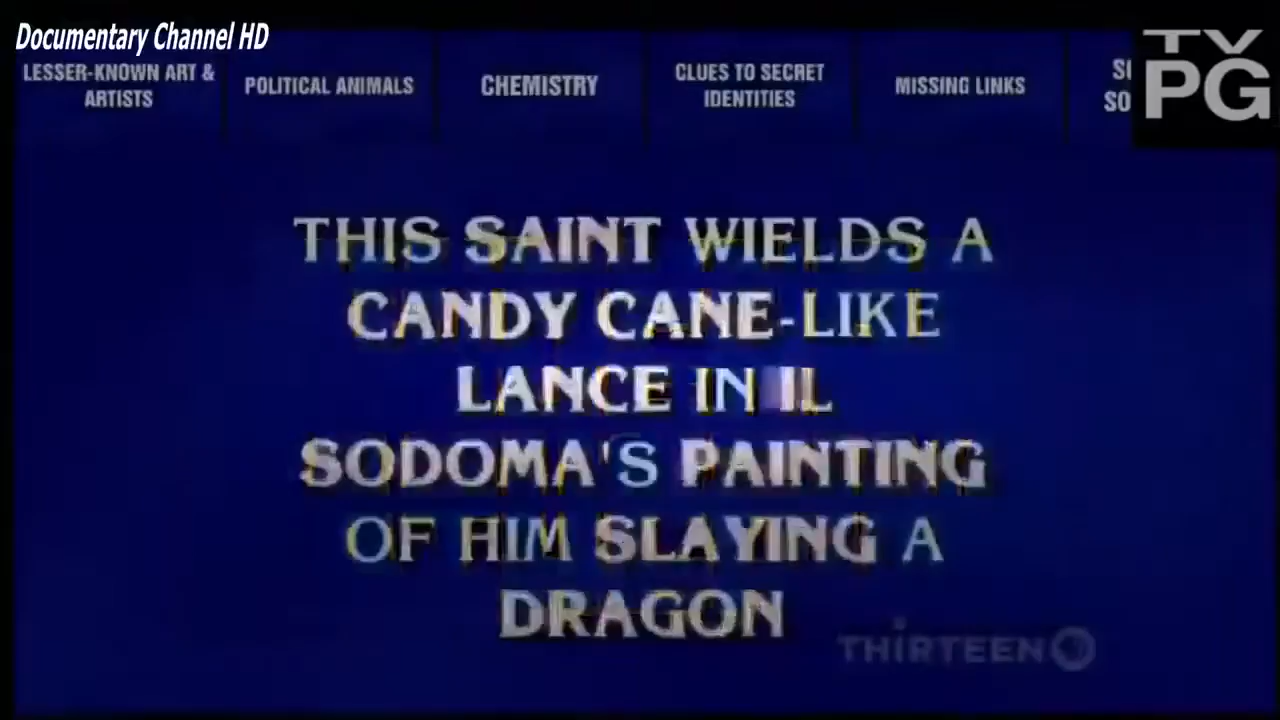 Documentary Channel HD
TV
PG
LESSER-KNOWN ART &
ARTISTS
POLITICAL ANIMALS
CHEMISTRY
CLUES TO SECRET
IDENTITIES
MISSING LINKS
THIS SAINT WIELDS A
CANDY CANE-LIKE
LANCE IN IL
SODOMA'S PAINTING
OF HIM SLAYING A
DRAGON
THIRTEEN